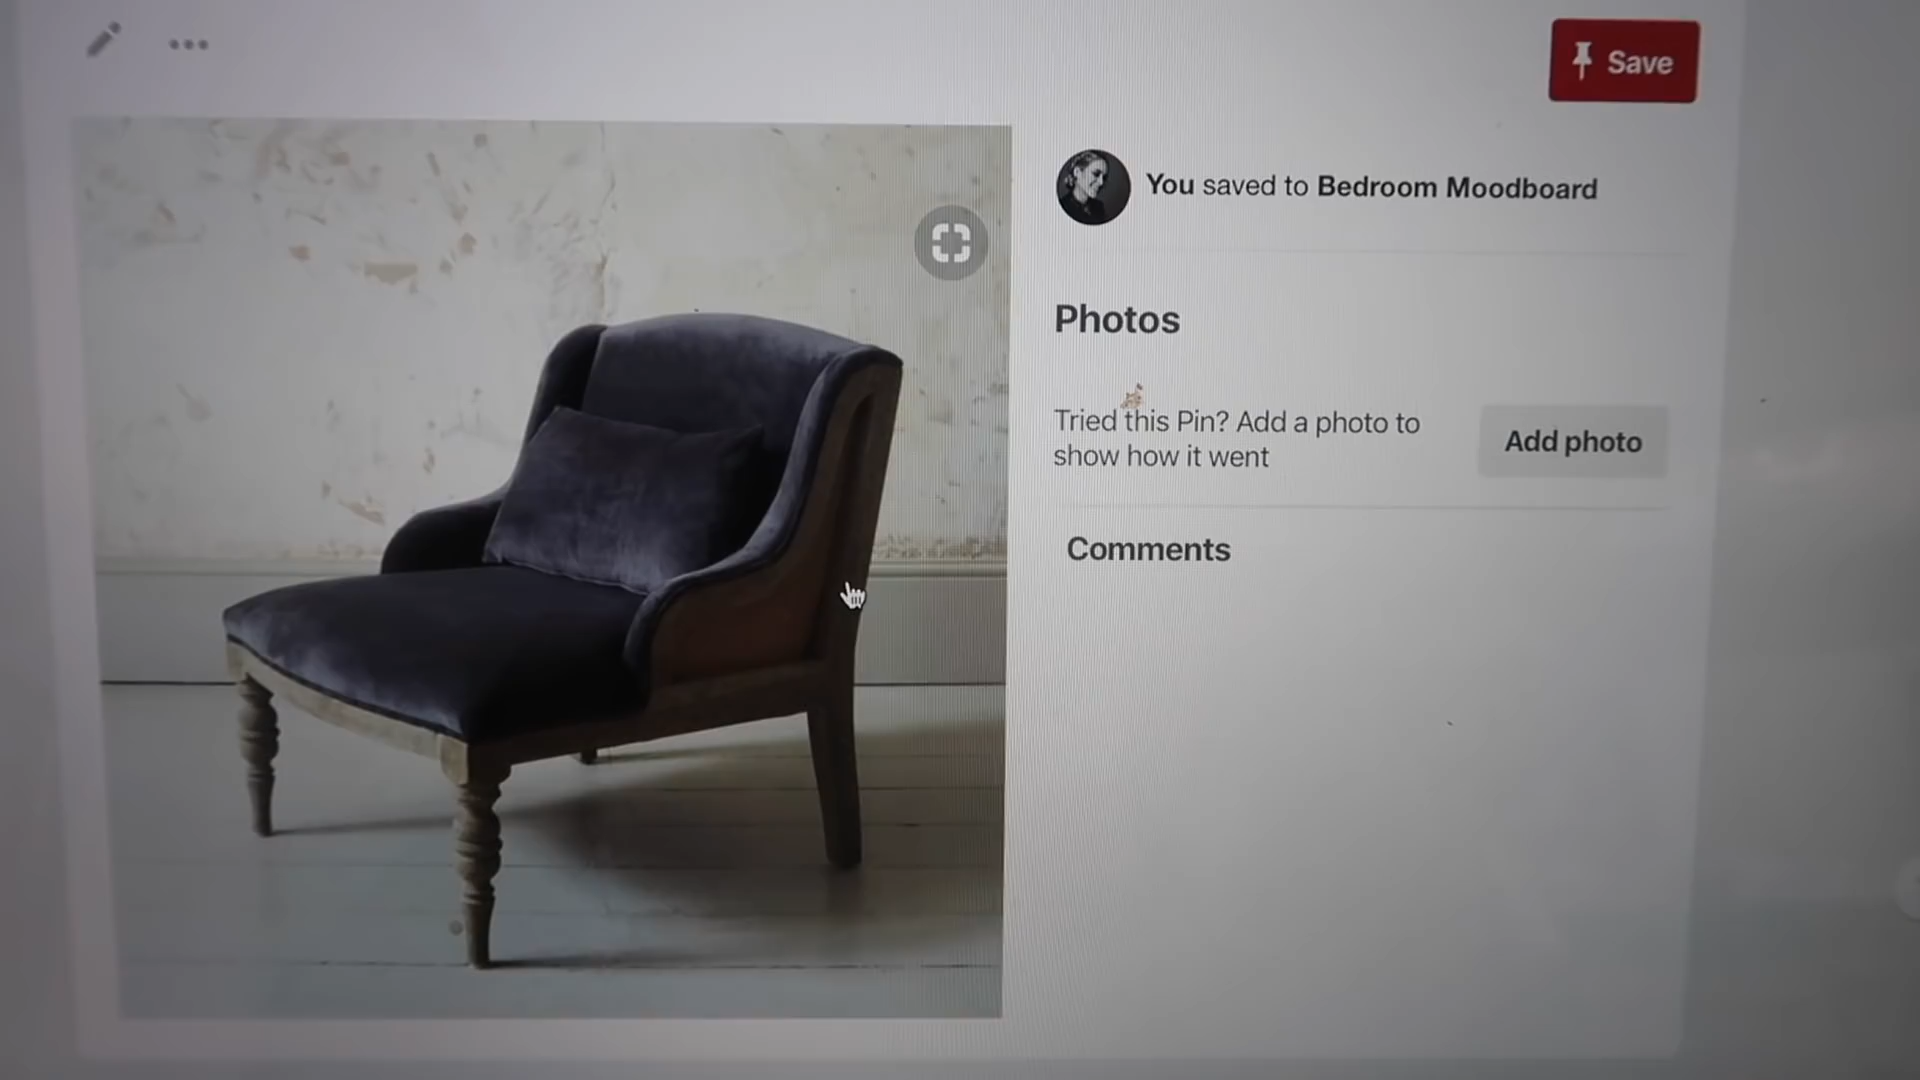 Save
You saved to Bedroom Moodboard
Photos
Tried this Pin? Add a photo to
show how it went
Add photo
Comments